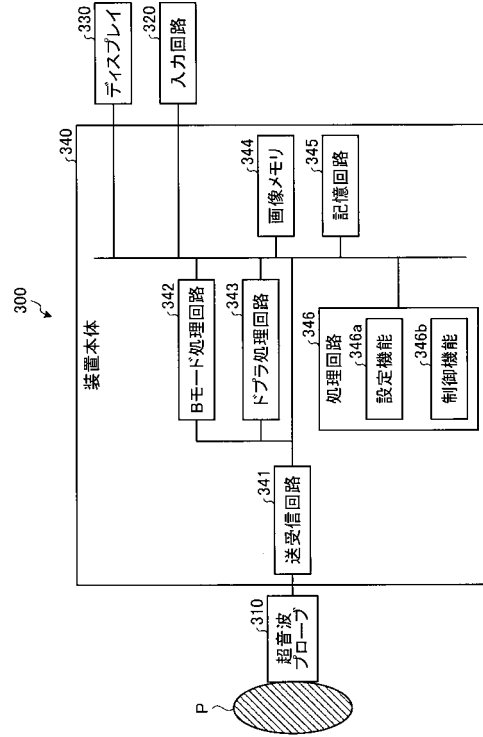 300
340
装置本体
P
310
超音波
プローブ
341
送受信回路
342
Bモード処理回路
343
ドプラ処理回路
344
画像メモリ
345
記憶回路
346
処理回路
346a
設定機能
346b
制御機能
330
ディスプレイ
320
入力回路